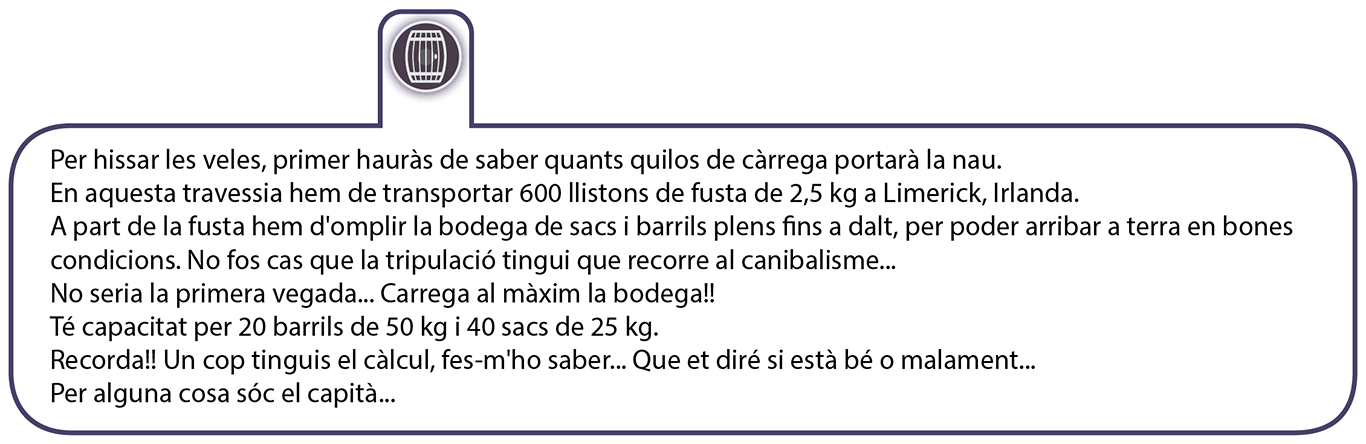 Per hissar les veles, primer hauràs de saber quants quilos de càrrega portarà la nau.
En aquesta travessia hem de transportar 600 llistons de fusta de 2,5 kg a Limerick, Irlanda.
A part de la fusta hem d'omplir la bodega de sacs i barrils plens fins a dalt, per poder arribar a terra en bones
condicions. No fos cas que la tripulació tingui que recorre al canibalisme...
No seria la primera vegada... Carrega al màxim la bodega!!
Té capacitat per 20 barrils de 50 kg i 40 sacs de 25 kg.
Recorda!! Un cop tinguis el càlcul, fes-m'ho saber... Que et diré si està bé o malament...
Per alguna cosa sóc el capità...